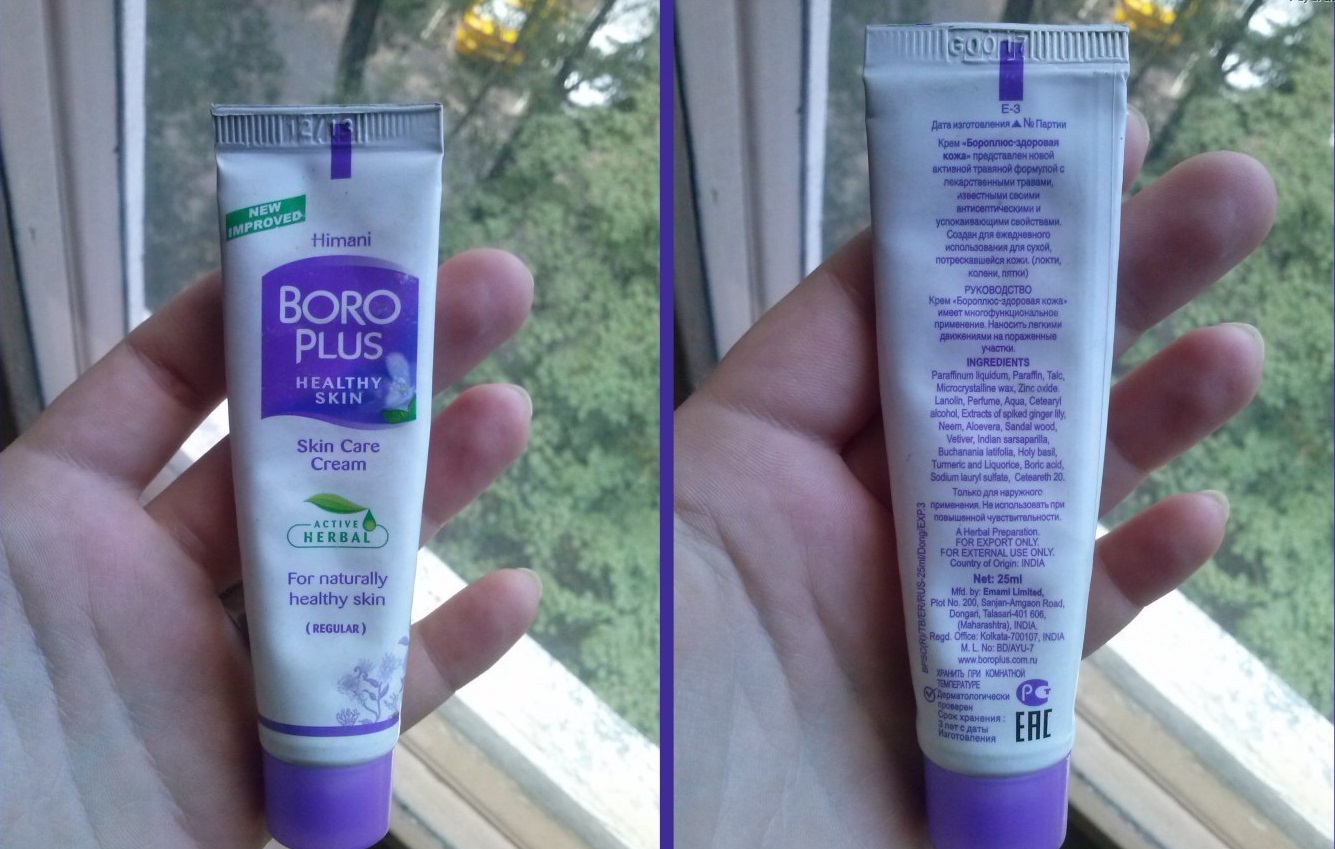 12/13
NEW
IMPROVED
Himani
BORO
PLUS
HEALTHY
SKIN
Skin Care
Cream
ACTIVE
HERBAL
For naturally
healthy skin
( REGULAR )
E-3
Дата изготовления ▲ № Партии
Крем «Бороплюс-здоровая
кожа» представлен новой
активной травяной формулой с
лекарственными травами,
известными своими
антисептическими и
успокаивающими свойствами.
Создан для ежедневного
использования для сухой,
потрескавшейся кожи. (локти,
колени, пятки)
РУКОВОДСТВО
Крем «Бороплюс-здоровая кожа»
имеет многофункциональное
применение. Наносить легкими
движениями на пораженные
участки.
INGREDIENTS
Paraffinum liquidum, Paraffin, Talc,
Microcrystalline wax, Zinc oxide.
Lanolin, Perfume, Aqua, Cetearyl
alcohol, Extracts of spiked ginger lily,
Neem, Aloevera, Sandal wood,
Vetiver, Indian sarsaparilla,
Buchanania latifolia, Holy basil,
Turmeric and Liquorice, Boric acid,
Sodium lauryl sulfate, Ceteareth 20.
Только для наружного
применения. Не использовать при
повышенной чувствительности.
A Herbal Preparation.
FOR EXPORT ONLY.
FOR EXTERNAL USE ONLY.
Country of Origin: INDIA
Net: 25ml
Mfd. by: Emami Limited,
Plot No. 200, Sanjan-Amgaon Road,
Dongari, Talasari-401 606,
(Maharashtra), INDIA.
Regd. Office: Kolkata-700107, INDIA
M. L. No: BD/AYU-7
www.boroplus.com.ru
ХРАНИТЬ ПРИ КОМНАТНОЙ
ТЕМПЕРАТУРЕ
Дерматологически
проверен
Срок хранения :
3 лет с даты
Изготовления
РСТ
EAC